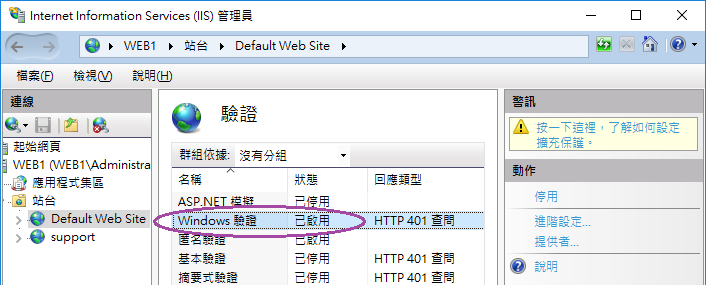 Internet Information Services (IIS) 管理員
WEB1 站台 Default Web Site
檔案(F) 檢視(V) 說明(H)
連線
起始網頁
WEB1 (WEB1\Administra
應用程式集區
站台
Default Web Site
support
驗證
群組依據: 沒有分組
名稱 狀態 回應類型
ASP.NET 模擬 已停用
Windows 驗證 已啟用 HTTP 401 查問
匿名驗證 已啟用
基本驗證 已停用 HTTP 401 查問
摘要式驗證 已停用 HTTP 401 查問
警訊
按一下這裡，了解如何設定
擴充保護。
動作
停用
進階設定...
提供者...
說明